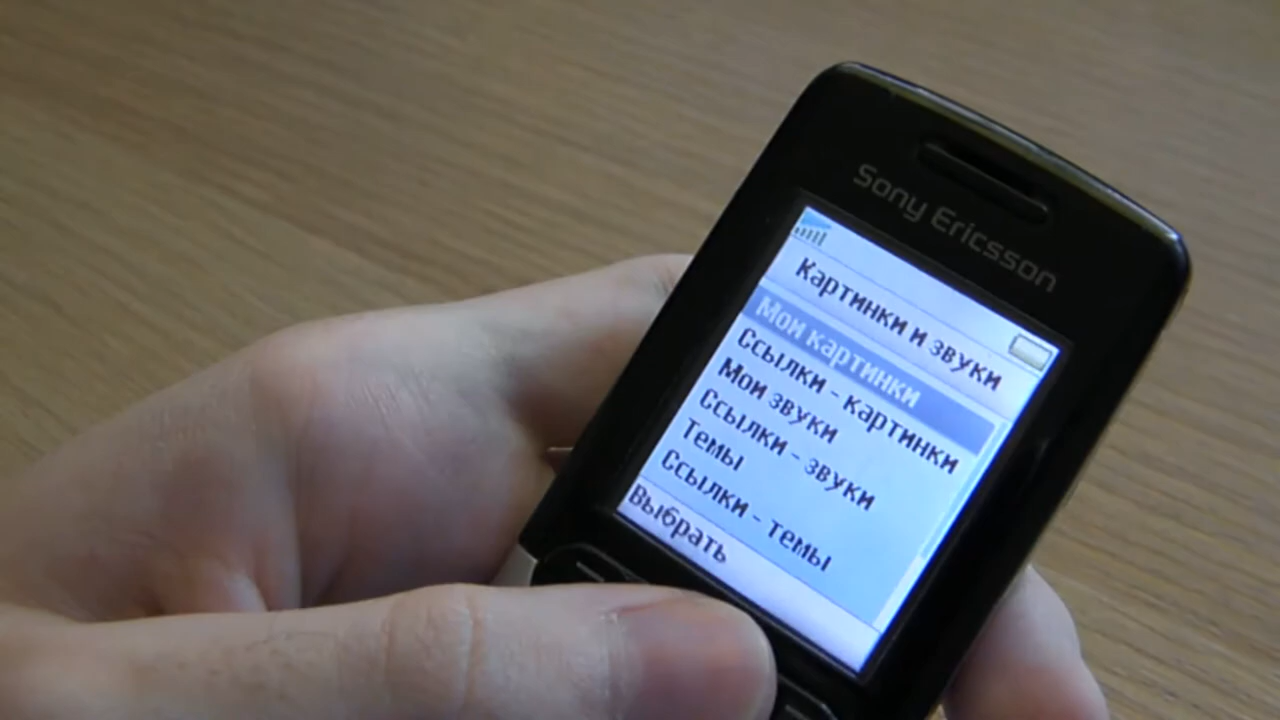 Sony Ericsson
Картинки и звуки
Мои картинки
Ссылки - картинки
Мои звуки
Ссылки - звуки
Темы
Ссылки - темы
Выбрать